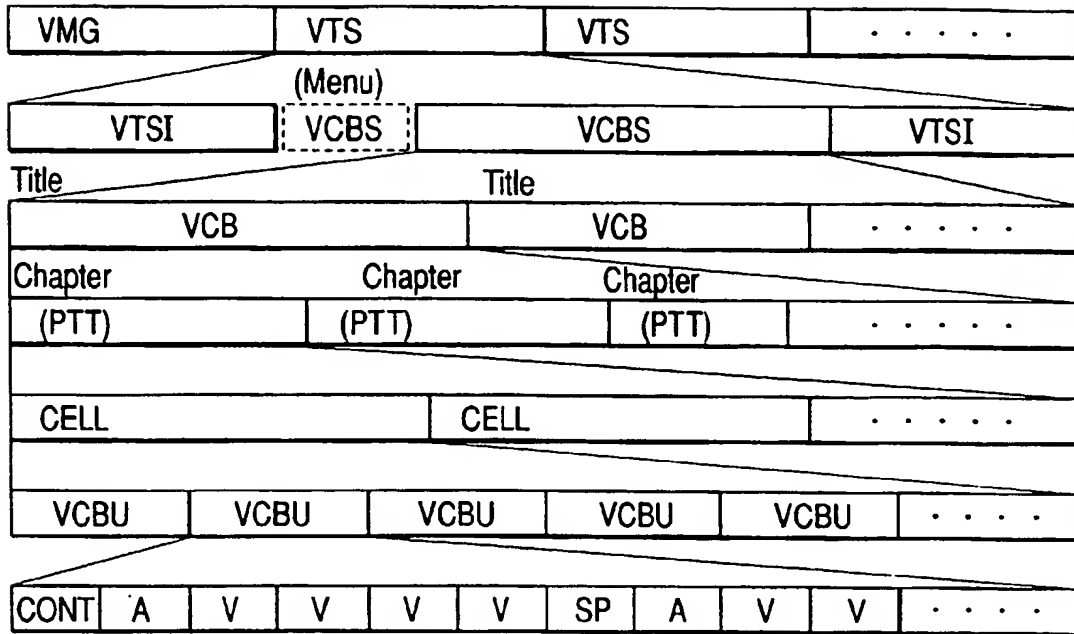 VMG VTS VTS . . . . .
(Menu)
VTSI VCBS VCBS VTSI
Title Title
VCB VCB . . . . .
Chapter Chapter Chapter
(PTT) (PTT) (PTT) . . . . .
CELL CELL . . . . .
VCBU VCBU VCBU VCBU VCBU . . . .
CONT A V V V V SP A V V . . . .